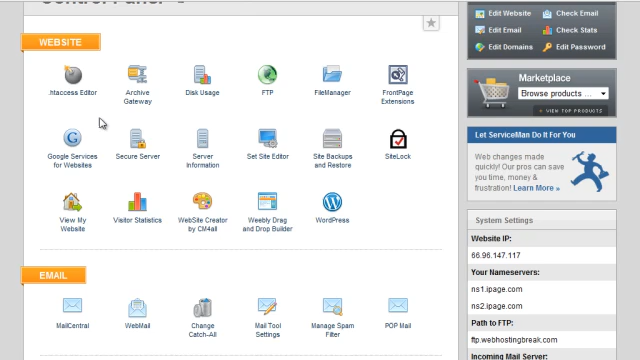 Control Panel
WEBSITE
.htaccess Editor
Archive
Gateway
Disk Usage
FTP
FileManager
FrontPage
Extensions
Google Services
for Websites
Secure Server
Server
Information
Set Site Editor
Site Backups
and Restore
SiteLock
View My
Website
Visitor Statistics
WebSite Creator
by CM4all
Weebly Drag
and Drop Builder
WordPress
EMAIL
MailCentral
WebMail
Change
Catch-All
Mail Tool
Settings
Manage Spam
Filter
POP Mail
Edit Website
Check Email
Edit Email
Check Stats
Edit Domains
Edit Password
Marketplace
Browse products ...
VIEW TOP PRODUCTS
Let ServiceMan Do It For You
Web changes made
quickly! Our pros can save
you time, money &
frustration! Learn More »
System Settings
Website IP:
66.96.147.117
Your Nameservers:
ns1.ipage.com
ns2.ipage.com
Path to FTP:
ftp.webhostingbreak.com
Incoming Mail Server: